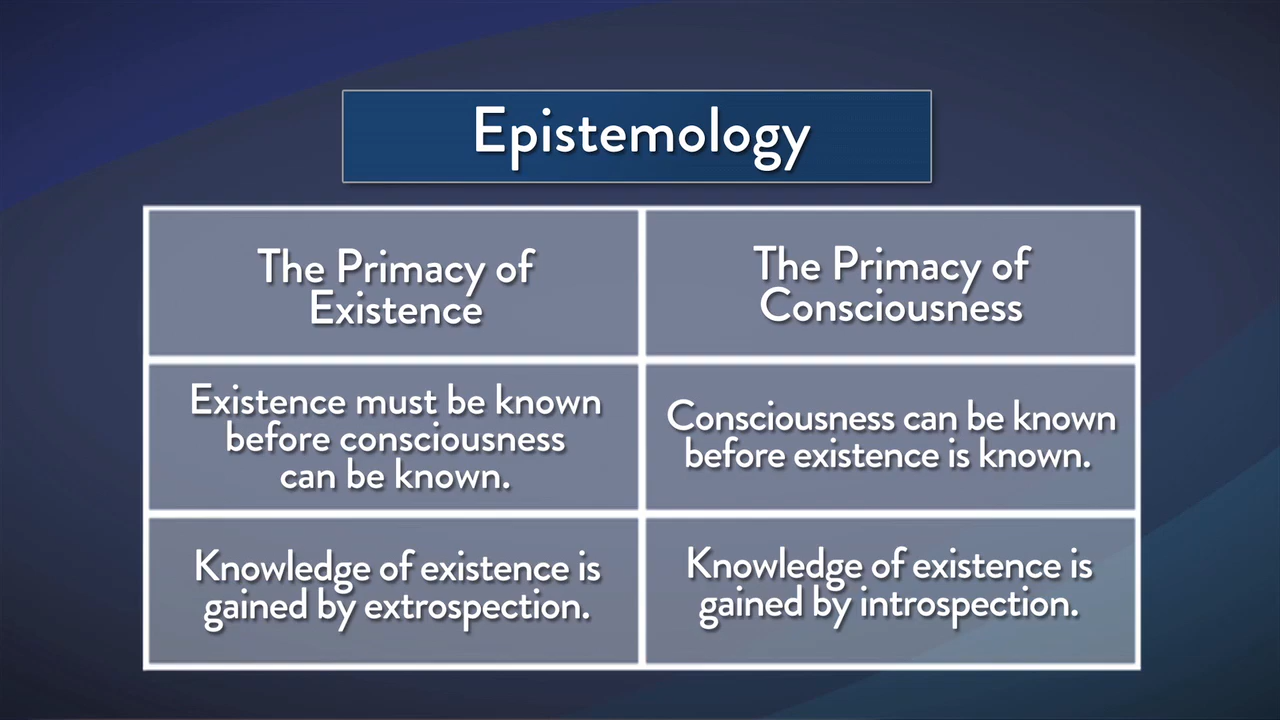 Epistemology
The Primacy of
Existence
The Primacy of
Consciousness
Existence must be known
before consciousness
can be known.
Consciousness can be known
before existence is known.
Knowledge of existence is
gained by extrospection.
Knowledge of existence is
gained by introspection.